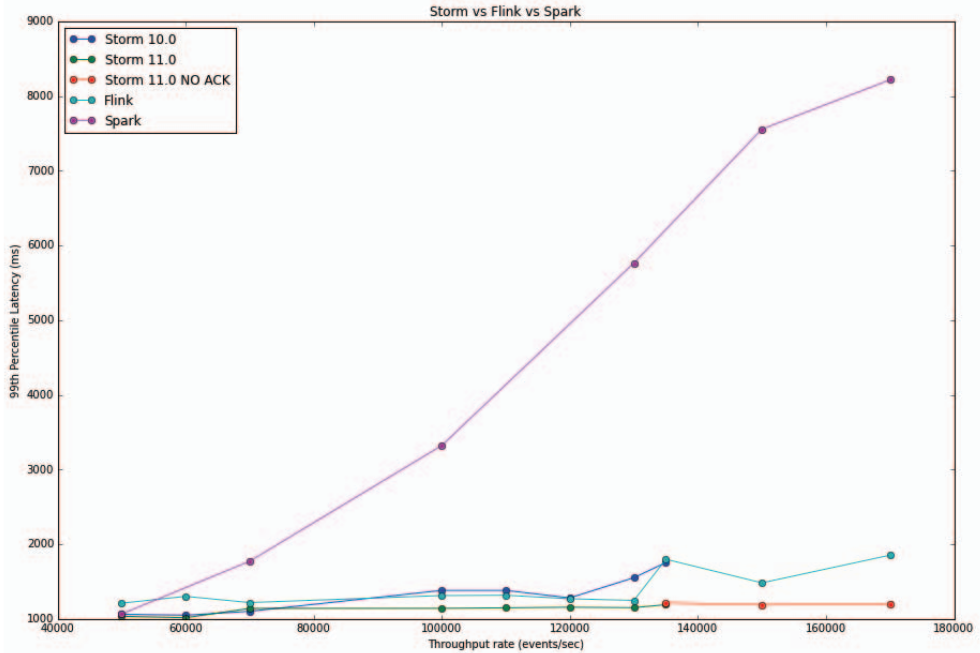 Storm vs Flink vs Spark
9000
8000
7000
6000
5000
4000
3000
2000
1000
99th Percentile Latency (ms)
Storm 10.0
Storm 11.0
Storm 11.0 NO ACK
Flink
Spark
40000 60000 80000 100000 120000 140000 160000 180000
Throughput rate (events/sec)